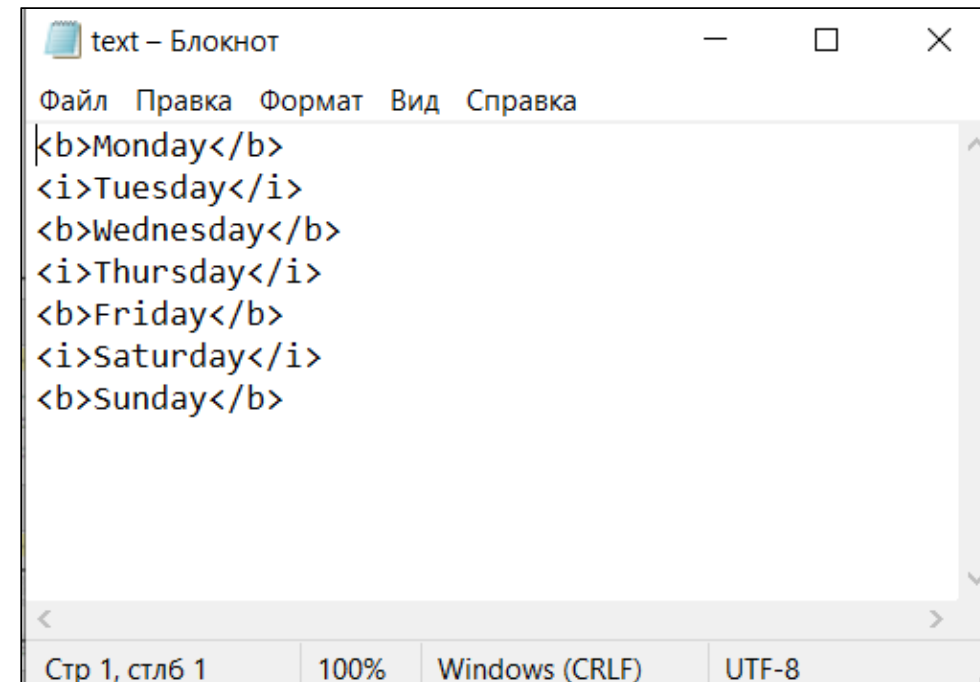 text – Блокнот
Файл Правка Формат Вид Справка
<b>Monday</b>
<i>Tuesday</i>
<b>Wednesday</b>
<i>Thursday</i>
<b>Friday</b>
<i>Saturday</i>
<b>Sunday</b>
Стр 1, стлб 1 100% Windows (CRLF) UTF-8